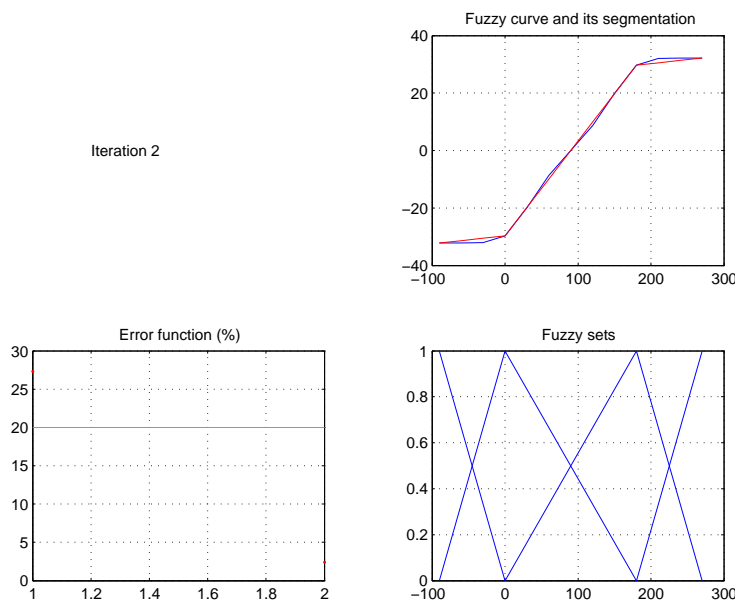 Fuzzy curve and its segmentation
40
20
0
−20
−40
−100 0 100 200 300
Iteration 2
Error function (%)
30
25
20
15
10
5
0
1 1.2 1.4 1.6 1.8 2
Fuzzy sets
1
0.8
0.6
0.4
0.2
0
−100 0 100 200 300